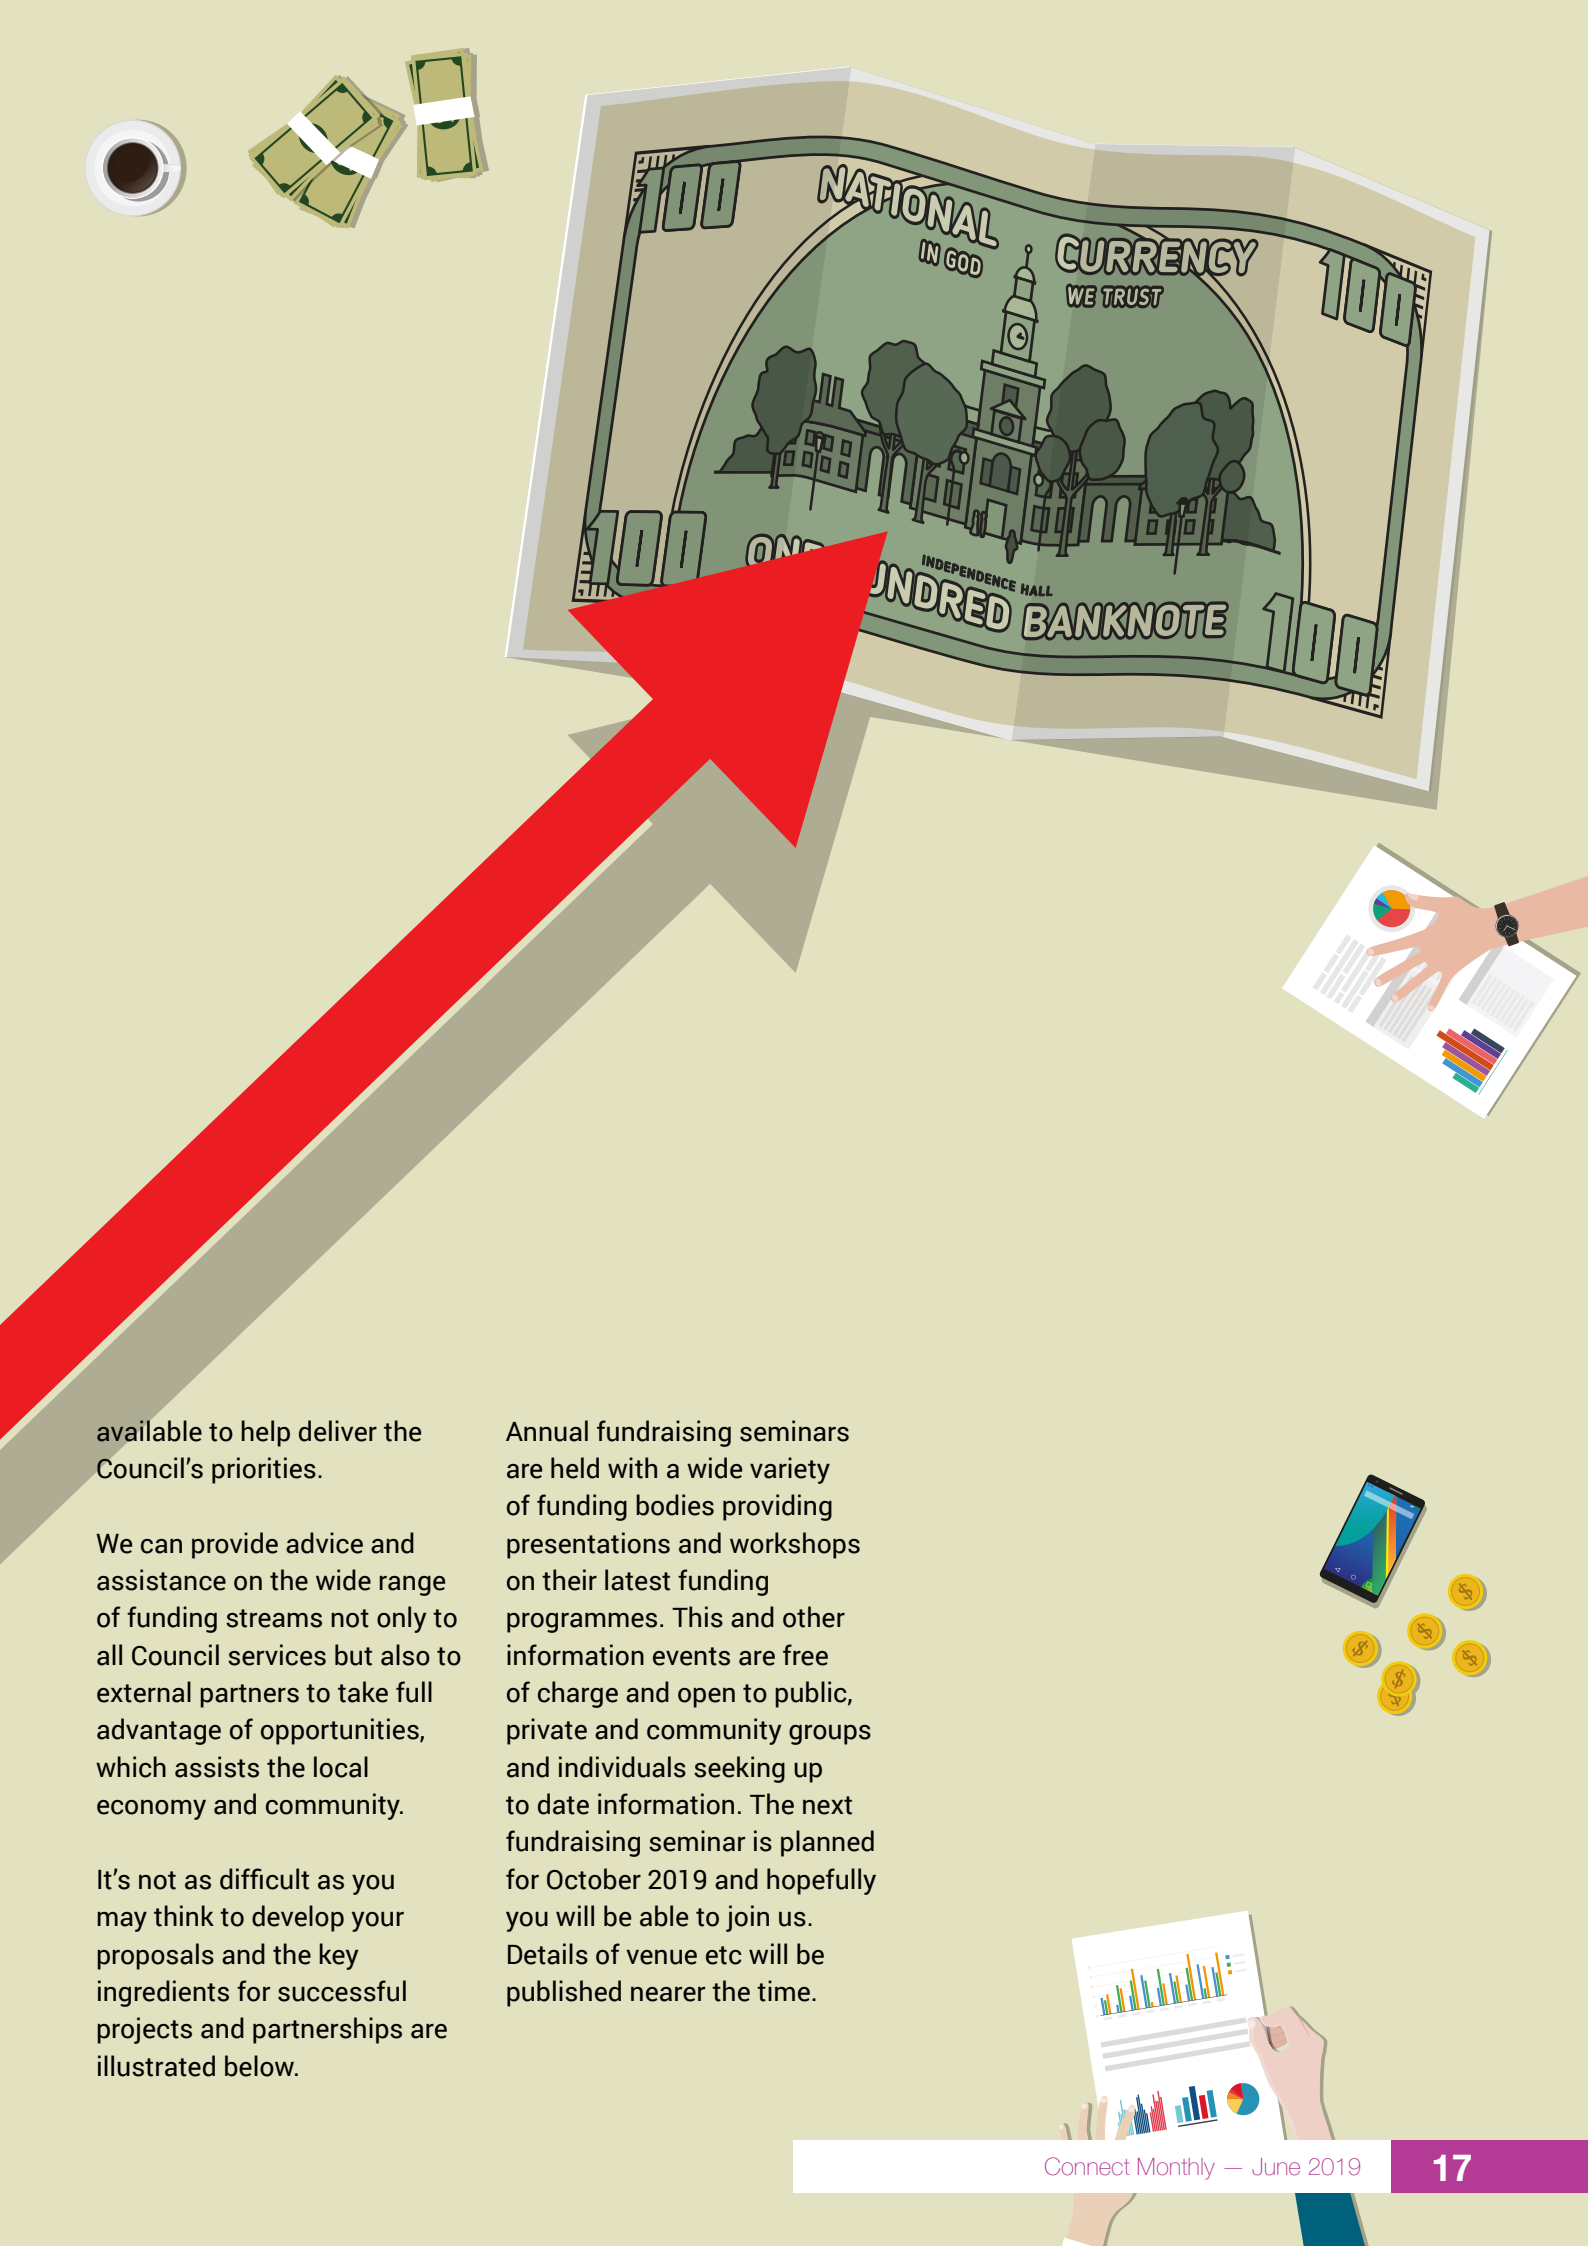 100
NATIONAL
IN GOD
CURRENCY
WE TRUST
100
100
INDEPENDENCE HALL
BANKNOTE
100
available to help deliver the
Council’s priorities.
We can provide advice and
assistance on the wide range
of funding streams not only to
all Council services but also to
external partners to take full
advantage of opportunities,
which assists the local
economy and community.
It’s not as difficult as you
may think to develop your
proposals and the key
ingredients for successful
projects and partnerships are
illustrated below.
Annual fundraising seminars
are held with a wide variety
of funding bodies providing
presentations and workshops
on their latest funding
programmes. This and other
information events are free
of charge and open to public,
private and community groups
and individuals seeking up
to date information. The next
fundraising seminar is planned
for October 2019 and hopefully
you will be able to join us.
Details of venue etc will be
published nearer the time.
Connect Monthly — June 2019
17